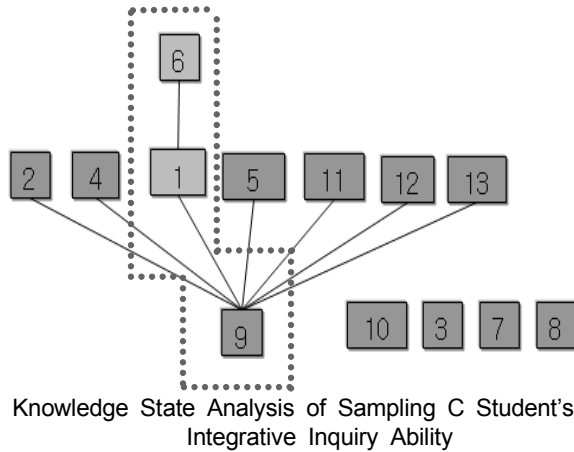 6
2 4 1 5 11 12 13
9 10 3 7 8
Knowledge State Analysis of Sampling C Student's
Integrative Inquiry Ability